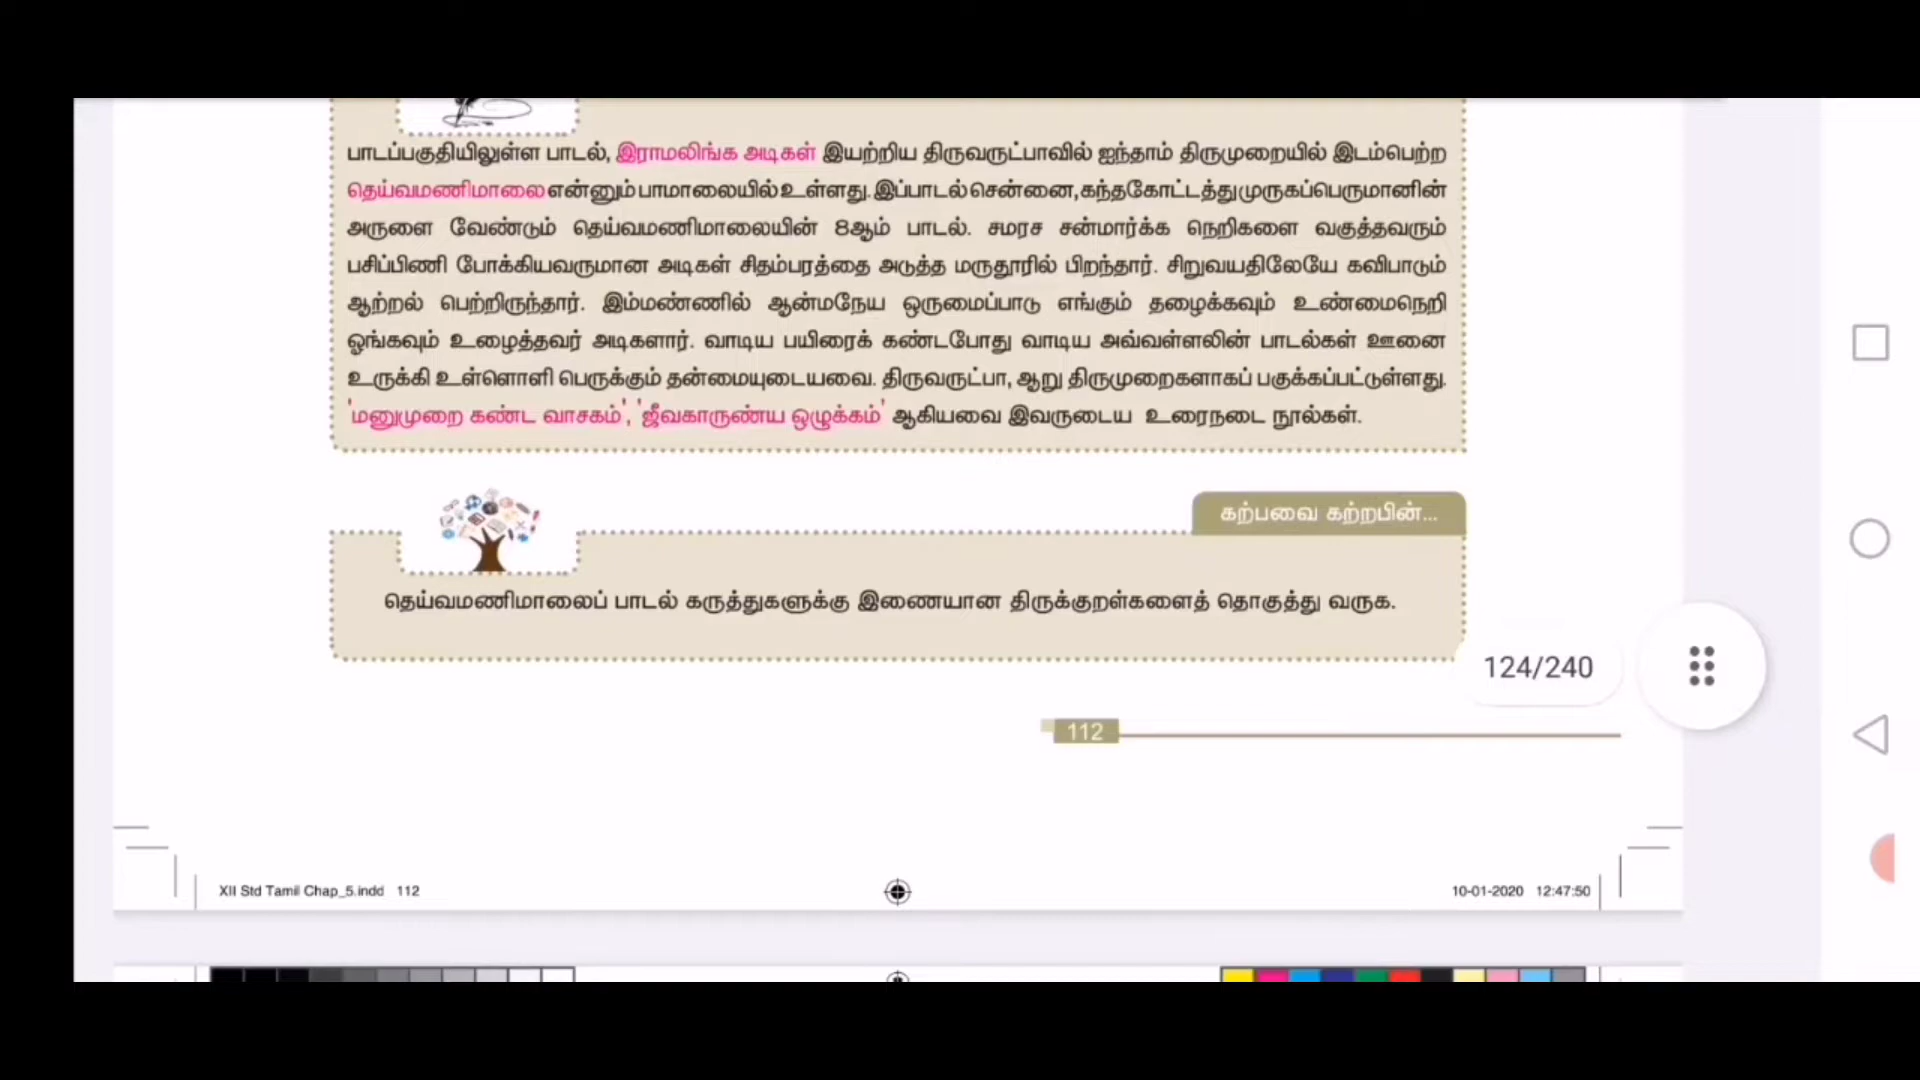 பாடப்பகுதியிலுள்ள பாடல், இராமலிங்க அடிகள் இயற்றிய திருவருட்பாவில் ஐந்தாம் திருமுறையில் இடம்பெற்ற
தெய்வமணிமாலை என்னும் பாமாலையில் உள்ளது. இப்பாடல் சென்னை, கந்தகோட்டத்து முருகப்பெருமானின்
அருளை வேண்டும் தெய்வமணிமாலையின் 8ஆம் பாடல். சமரச சன்மார்க்க நெறிகளை வகுத்தவரும்
பசிப்பிணி போக்கியவருமான அடிகள் சிதம்பரத்தை அடுத்த மருதூரில் பிறந்தார். சிறுவயதிலேயே கவிபாடும்
ஆற்றல் பெற்றிருந்தார். இம்மண்ணில் ஆன்மநேய ஒருமைப்பாடு எங்கும் தழைக்கவும் உண்மைநெறி
ஓங்கவும் உழைத்தவர் அடிகளார். வாடிய பயிரைக் கண்டபோது வாடிய அவ்வள்ளலின் பாடல்கள் ஊனை
உருக்கி உள்ளொளி பெருக்கும் தன்மையுடையவை. திருவருட்பா, ஆறு திருமுறைகளாகப் பகுக்கப்பட்டுள்ளது.
'மனுமுறை கண்ட வாசகம்', 'ஜீவகாருண்ய ஒழுக்கம்' ஆகியவை இவருடைய உரைநடை நூல்கள்.
கற்பவை கற்றபின்...
தெய்வமணிமாலைப் பாடல் கருத்துகளுக்கு இணையான திருக்குறள்களைத் தொகுத்து வருக.
124/240
112
XII Std Tamil Chap_5.indd 112
10-01-2020 12:47:50